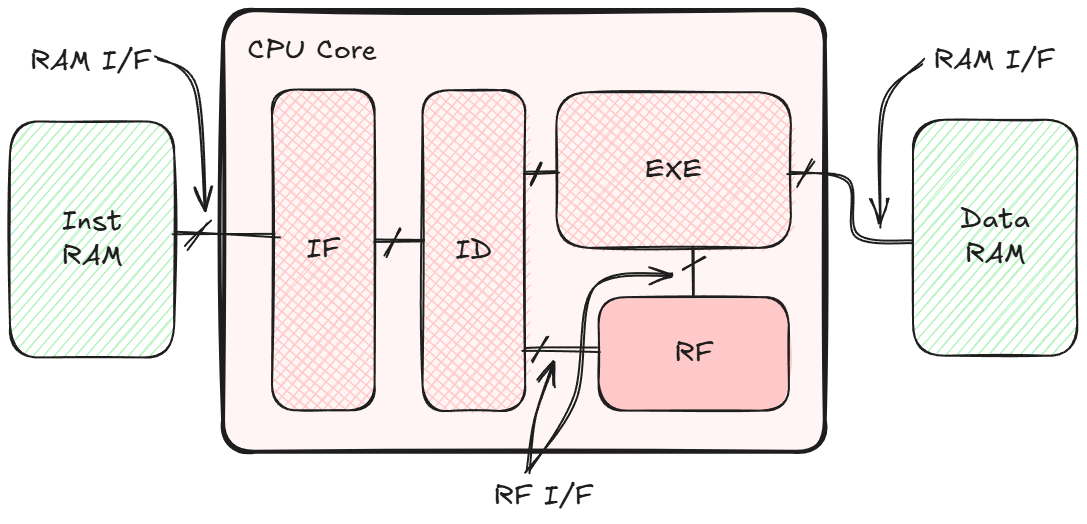 CPU Core
RAM I/F
RAM I/F
Inst
RAM
IF
ID
EXE
RF
Data
RAM
RF I/F